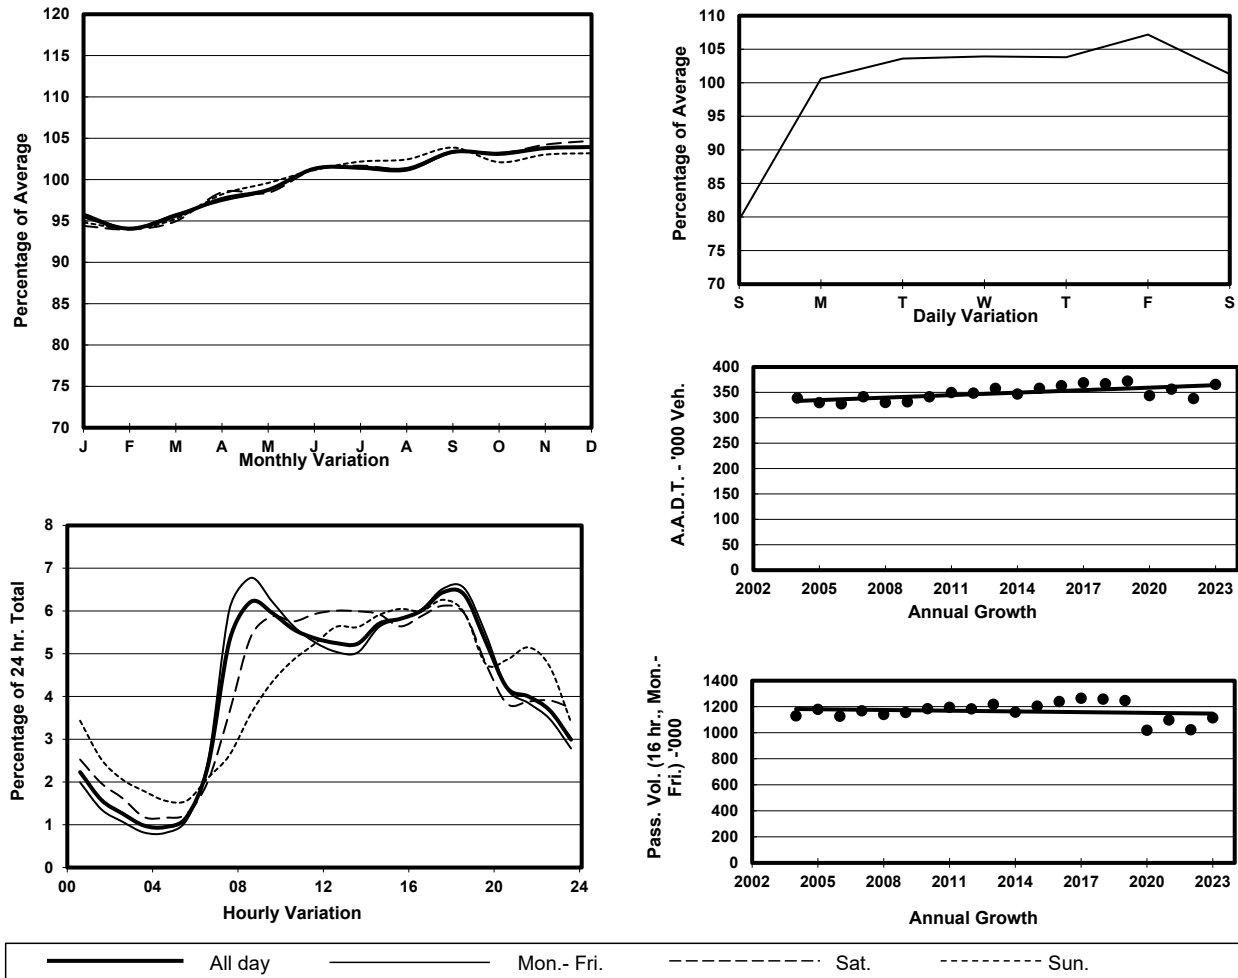 120
115
110
105
100
95
90
85
80
75
70
Percentage of Average
J F M A M J J A S O N D
Monthly Variation
110
105
100
95
90
85
80
75
70
Percentage of Average
S M T W T F S
Daily Variation
400
350
300
250
200
150
100
50
0
A.A.D.T. - '000 Veh.
2002 2005 2008 2011 2014 2017 2020 2023
Annual Growth
8
7
6
5
4
3
2
1
0
Percentage of 24 hr. Total
00 04 08 12 16 20 24
Hourly Variation
1400
1200
1000
800
600
400
200
0
Pass. Vol. (16 hr., Mon.-
Fri.) -'000
2002 2005 2008 2011 2014 2017 2020 2023
Annual Growth
All day Mon.- Fri. Sat. Sun.